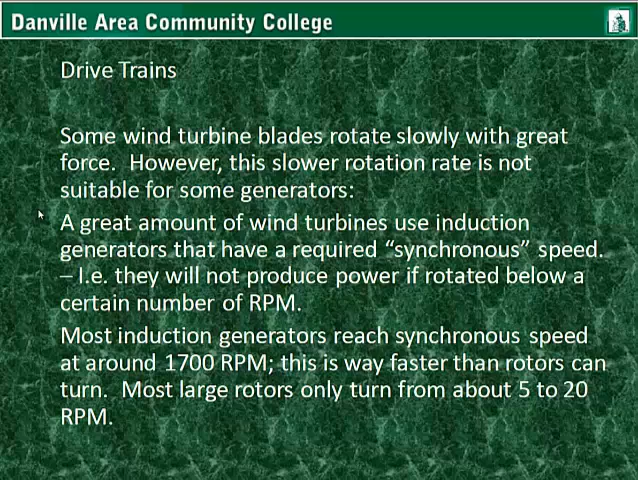 Danville Area Community College
Drive Trains
Some wind turbine blades rotate slowly with great
force.  However, this slower rotation rate is not
suitable for some generators:
A great amount of wind turbines use induction
generators that have a required “synchronous” speed.
– I.e. they will not produce power if rotated below a
certain number of RPM.
Most induction generators reach synchronous speed
at around 1700 RPM; this is way faster than rotors can
turn.  Most large rotors only turn from about 5 to 20
RPM.